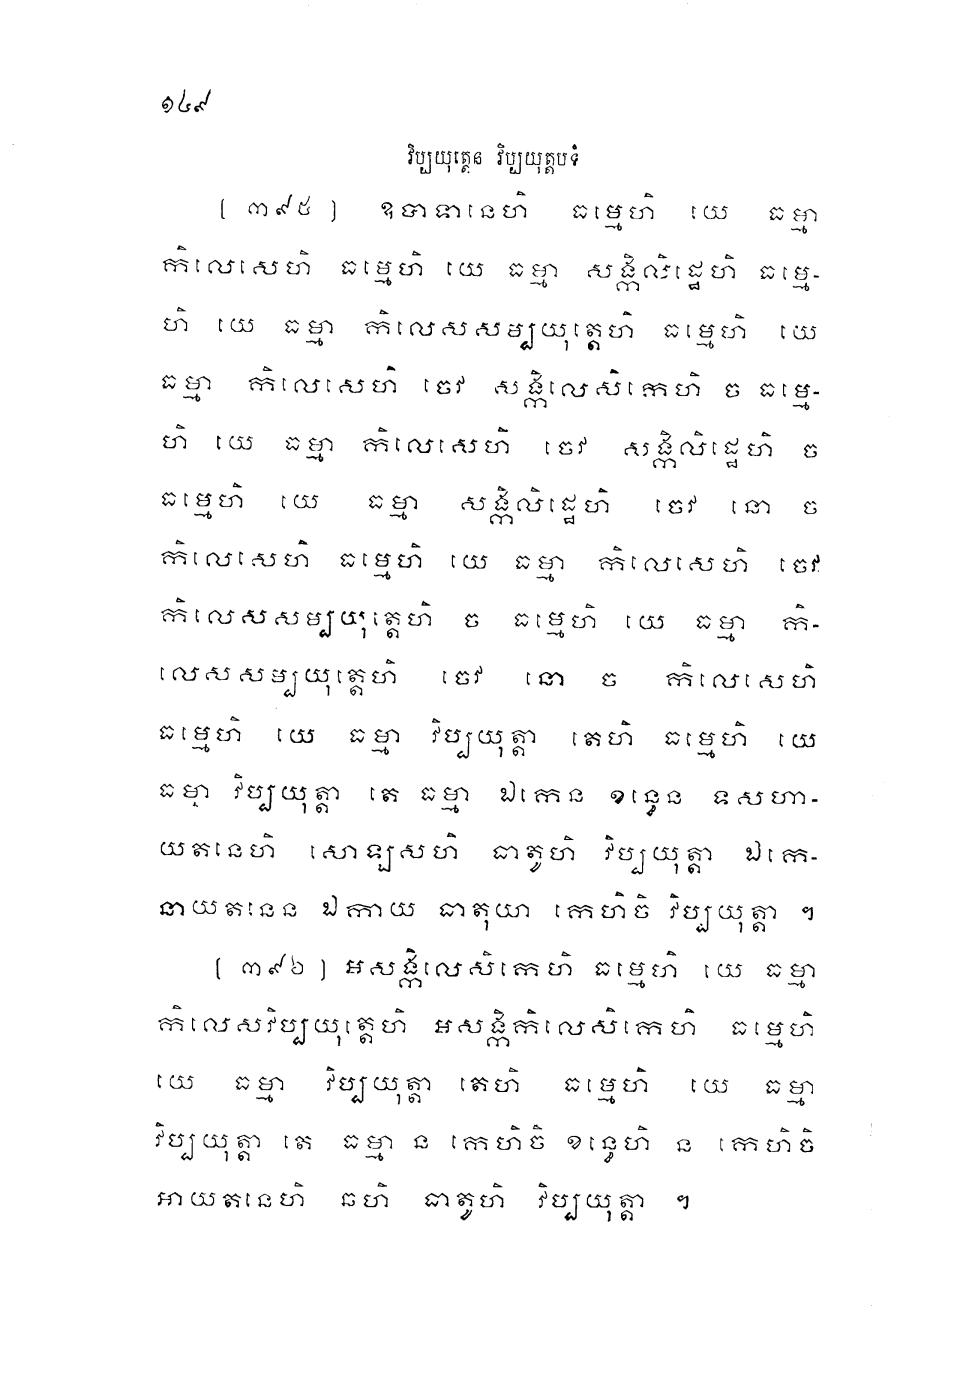 ១៤៩
វិប្បយុត្តេន វិប្បយុត្តបទំ
[ ៣៩៥ ] ឧបាទានេហិ ធម្មេហិ យេ ធម្មា
កិលេសេហិ ធម្មេហិ យេ ធម្មា សង្កិលិដ្ឋេហិ ធម្មេ-
ហិ យេ ធម្មា កិលេសសម្បយុត្តេហិ ធម្មេហិ យេ
ធម្មា កិលេសេហិ ចេវ សង្កិលេសិកេហិ ច ធម្មេ-
ហិ យេ ធម្មា កិលេសេហិ ចេវ សង្កិលិដ្ឋេហិ ច
ធម្មេហិ យេ ធម្មា សង្កិលិដ្ឋេហិ ចេវ នោ ច
កិលេសេហិ ធម្មេហិ យេ ធម្មា កិលេសេហិ ចេវ
កិលេសសម្បយុត្តេហិ ច ធម្មេហិ យេ ធម្មា កិ-
លេសសម្បយុត្តេហិ ចេវ នោ ច កិលេសេហិ
ធម្មេហិ យេ ធម្មា វិប្បយុត្តា តេហិ ធម្មេហិ យេ
ធម្មា វិប្បយុត្តា តេ ធម្មា ឯកេន ខន្ធេន ទសហា-
យតនេហិ សោឡសហិ ធាតូហិ វិប្បយុត្តា ឯកេ-
នាយតនេន ឯកាយ ធាតុយា កេហិចិ វិប្បយុត្តា ។
[ ៣៩៦ ] អសង្កិលេសិកេហិ ធម្មេហិ យេ ធម្មា
កិលេសវិប្បយុត្តេហិ អសង្កិកិលេសិកេហិ ធម្មេហិ
យេ ធម្មា វិប្បយុត្តា តេហិ ធម្មេហិ យេ ធម្មា
វិប្បយុត្តា តេ ធម្មា ន កេហិចិ ខន្ធេហិ ន កេហិចិ
អាយតនេហិ ឆហិ ធាតូហិ វិប្បយុត្តា ។